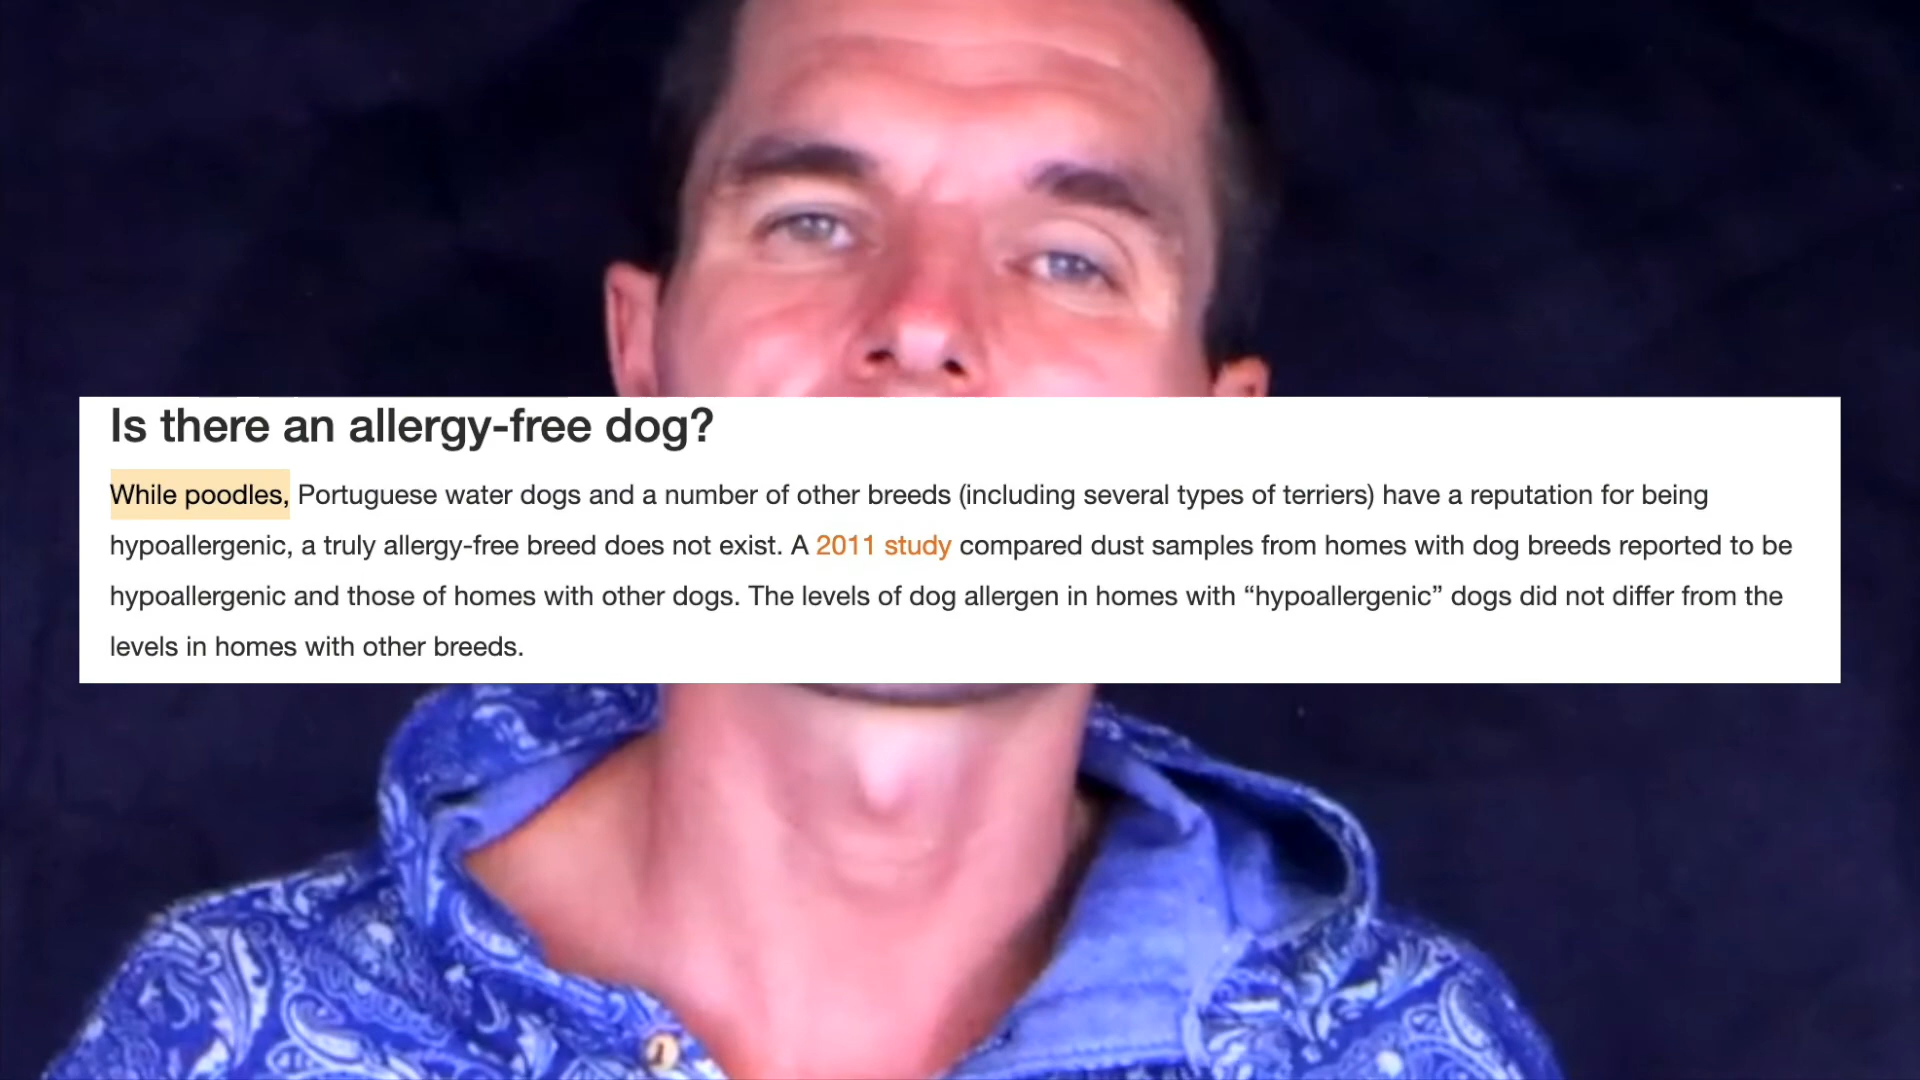 Is there an allergy-free dog?
While poodles, Portuguese water dogs and a number of other breeds (including several types of terriers) have a reputation for being
hypoallergenic, a truly allergy-free breed does not exist. A 2011 study compared dust samples from homes with dog breeds reported to be
hypoallergenic and those of homes with other dogs. The levels of dog allergen in homes with “hypoallergenic” dogs did not differ from the
levels in homes with other breeds.